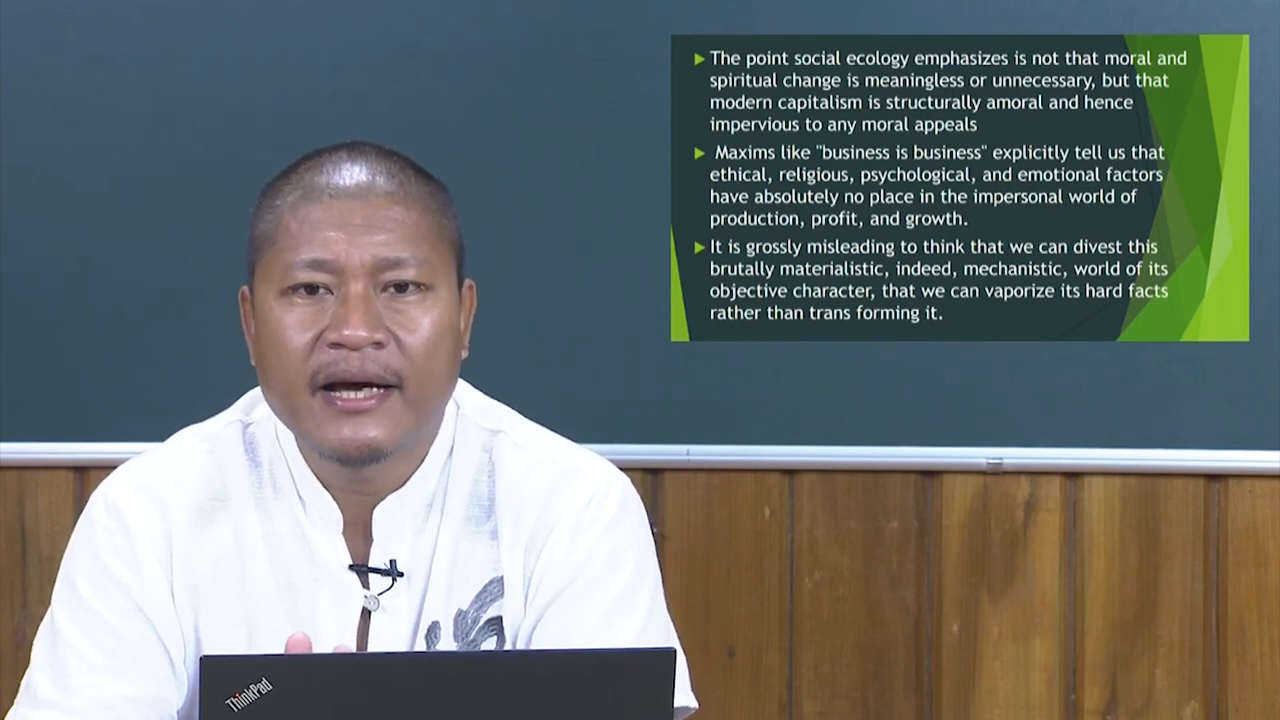 The point social ecology emphasizes is not that moral and
spiritual change is meaningless or unnecessary, but that
modern capitalism is structurally amoral and hence
impervious to any moral appeals
Maxims like "business is business" explicitly tell us that
ethical, religious, psychological, and emotional factors
have absolutely no place in the impersonal world of
production, profit, and growth.
It is grossly misleading to think that we can divest this
brutally materialistic, indeed, mechanistic, world of its
objective character, that we can vaporize its hard facts
rather than trans forming it.
ThinkPad